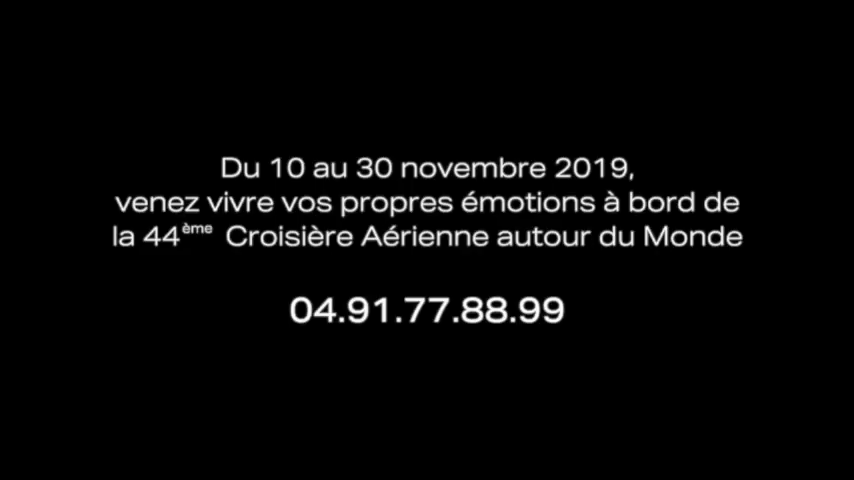 Du 10 au 30 novembre 2019,
venez vivre vos propres émotions à bord de
la 44ème Croisière Aérienne autour du Monde
04.91.77.88.99